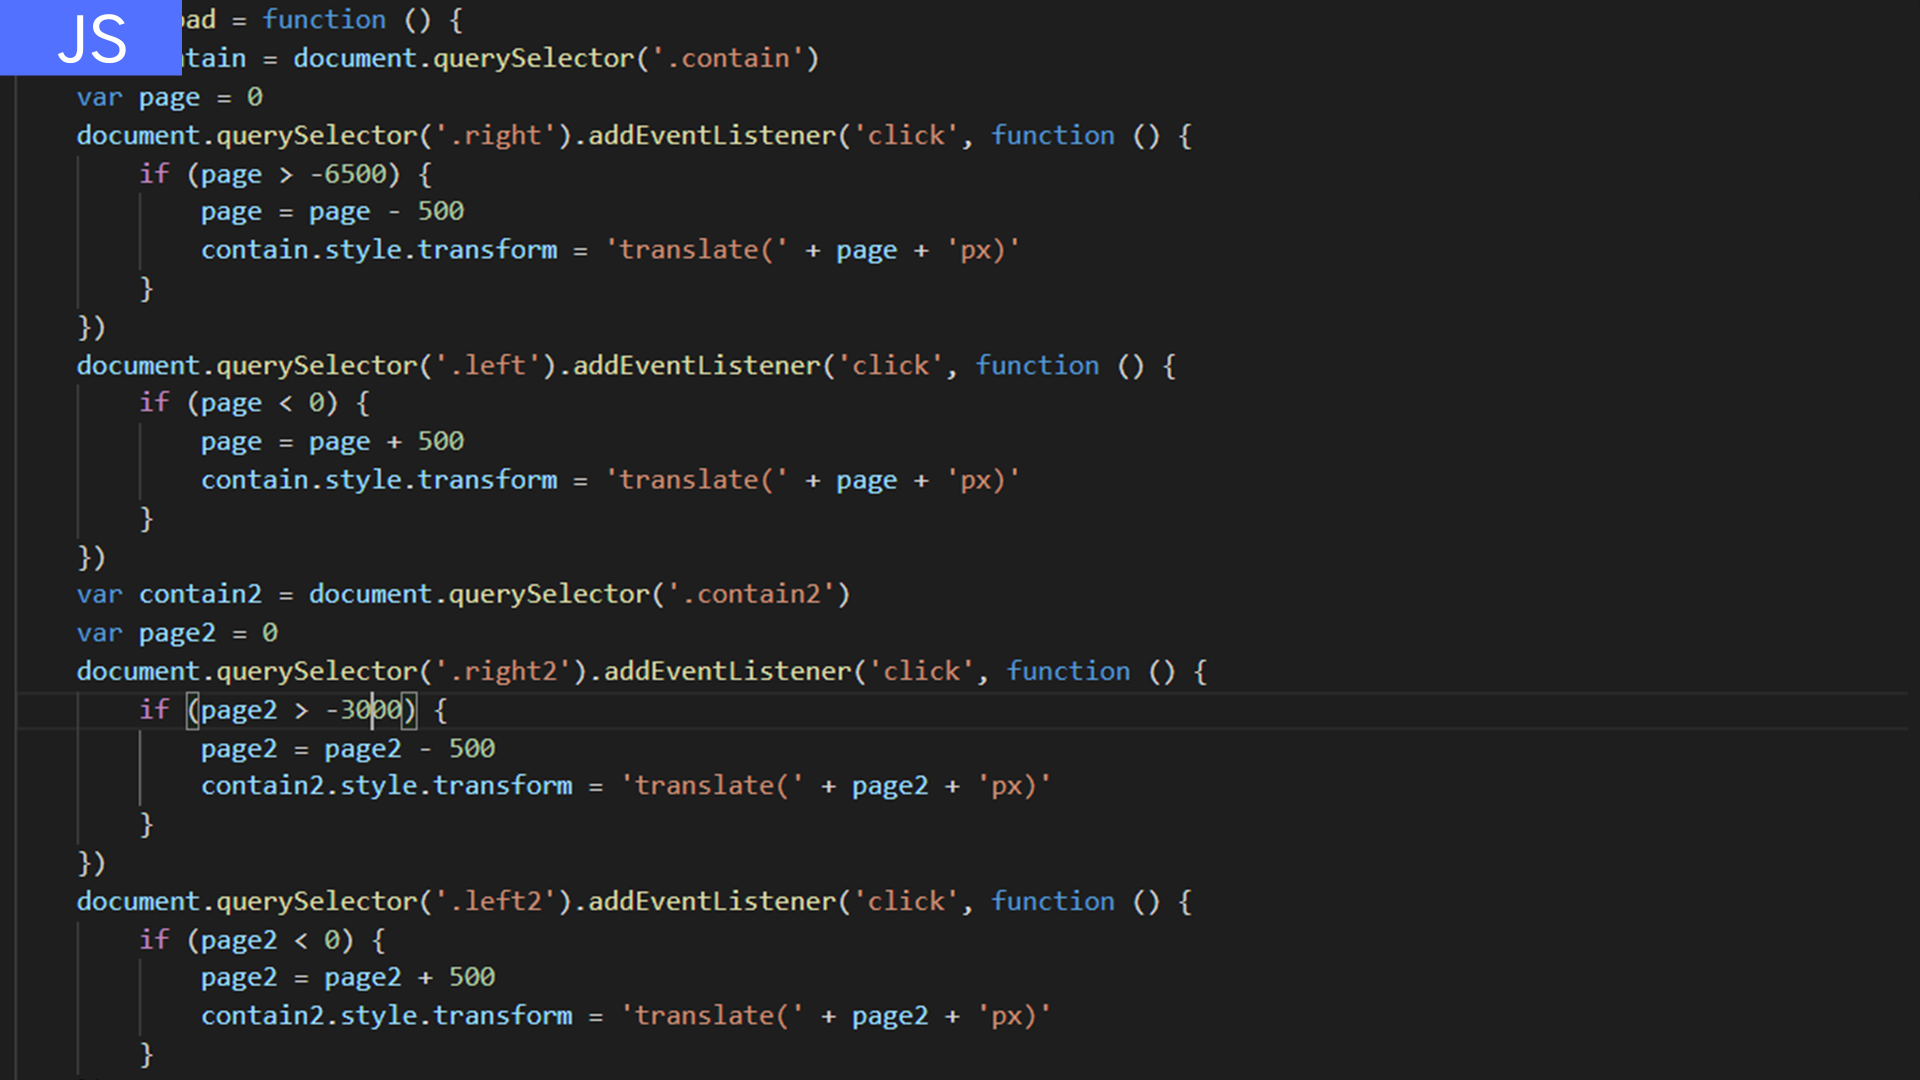 JS
= function () {
= document.querySelector('.contain')
var page = 0
document.querySelector('.right').addEventListener('click', function () {
if (page > -6500) {
page = page - 500
contain.style.transform = 'translate(' + page + 'px)'
}
})
document.querySelector('.left').addEventListener('click', function () {
if (page < 0) {
page = page + 500
contain.style.transform = 'translate(' + page + 'px)'
}
})
var contain2 = document.querySelector('.contain2')
var page2 = 0
document.querySelector('.right2').addEventListener('click', function () {
if (page2 > -3000) {
page2 = page2 - 500
contain2.style.transform = 'translate(' + page2 + 'px)'
}
})
document.querySelector('.left2').addEventListener('click', function () {
if (page2 < 0) {
page2 = page2 + 500
contain2.style.transform = 'translate(' + page2 + 'px)'
}